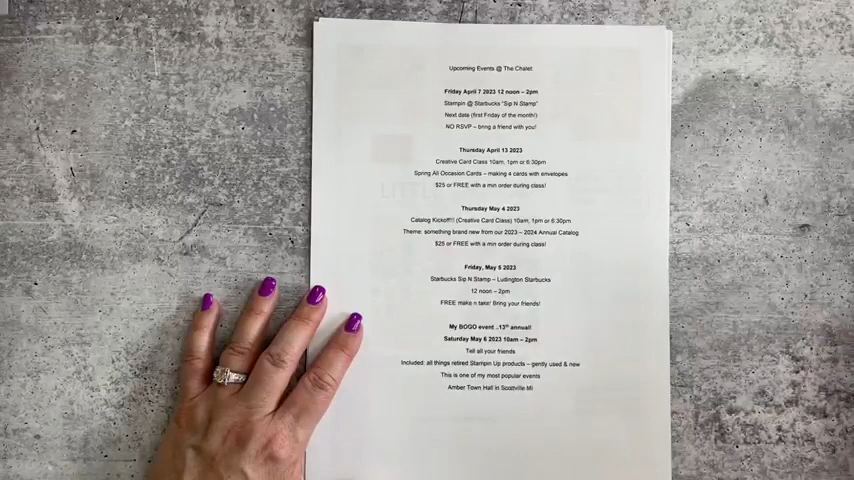 Upcoming Events @ The Chalet:
Friday April 7 2023 12 noon – 2pm
Stampin @ Starbucks "Sip N Stamp"
Next date (first Friday of the month!)
NO RSVP – bring a friend with you!
Thursday April 13 2023
Creative Card Class 10am, 1pm or 6:30pm
Spring All Occasion Cards – making 4 cards with envelopes
$25 or FREE with a min order during class!
Thursday May 4 2023
Catalog Kickoff!!! (Creative Card Class) 10am, 1pm or 6:30pm
Theme: something brand new from our 2023 – 2024 Annual Catalog
$25 or FREE with a min order during class!
Friday, May 5 2023
Starbucks Sip N Stamp – Ludington Starbucks
12 noon – 2pm
FREE make n take! Bring your friends!
My BOGO event ..13th annual!
Saturday May 6 2023 10am – 2pm
Tell all your friends
Included: all things retired Stampin Up products – gently used & new
This is one of my most popular events
Amber Town Hall in Scottville MI